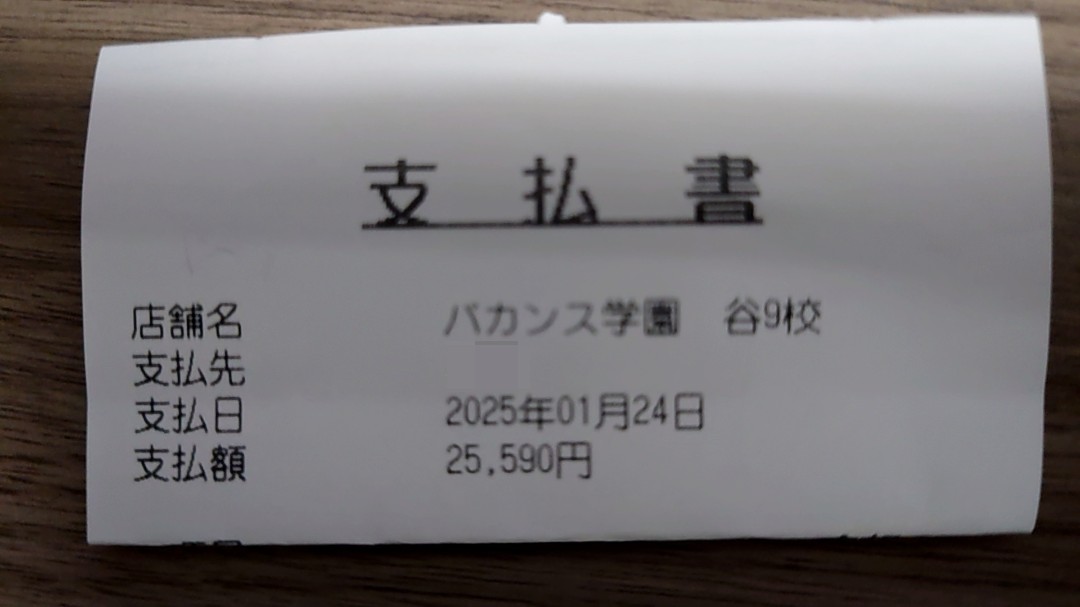 支払書
店舗名 バカンス学園 谷9校
支払先
支払日 2025年01月24日
支払額 25,590円